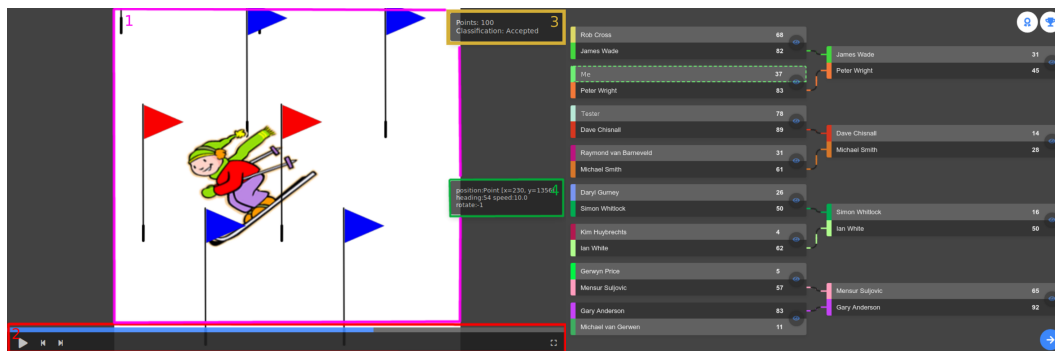 1
Points: 100
Classification: Accepted
3
position:Point [x=230, y=1356]
heading:54 speed:10.0
rotate:-1
4
2
Rob Cross 68
James Wade 82
Me 37
Peter Wright 83
Tester 78
Dave Chisnall 89
Raymond van Barneveld 31
Michael Smith 61
Daryl Gurney 26
Simon Whitlock 50
Kim Huybrechts 4
Ian White 62
Gerwyn Price 5
Mensur Suljovic 57
Gary Anderson 83
Michael van Gerwen 11
James Wade 31
Peter Wright 45
Dave Chisnall 14
Michael Smith 28
Simon Whitlock 16
Ian White 50
Mensur Suljovic 65
Gary Anderson 92